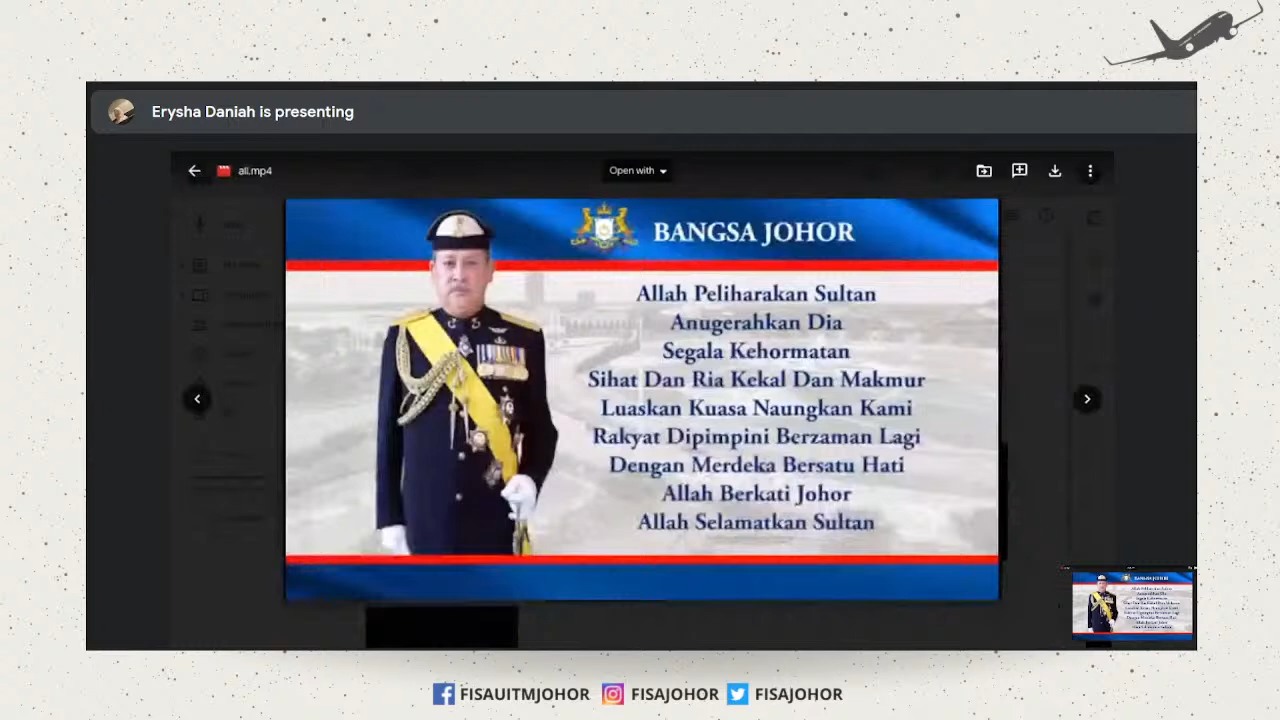 Erysha Daniah is presenting
all.mp4
Open with
BANGSA JOHOR
Allah Peliharakan Sultan
Anugerahkan Dia
Segala Kehormatan
Sihat Dan Ria Kekal Dan Makmur
Luaskan Kuasa Naungkan Kami
Rakyat Dipimpini Berzaman Lagi
Dengan Merdeka Bersatu Hati
Allah Berkati Johor
Allah Selamatkan Sultan
FISAUITMJOHOR FISAJOHOR FISAJOHOR